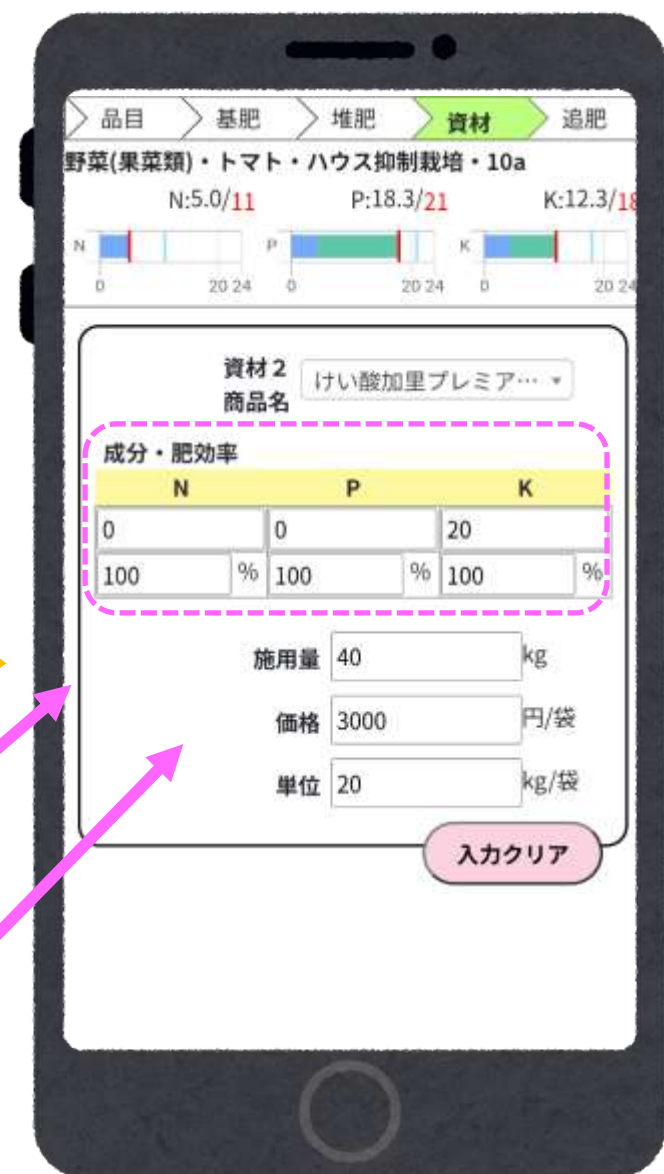 品目 基肥 堆肥 資材 追肥
野菜(果菜類)・トマト・ハウス抑制栽培・10a
N:5.0/11 P:18.3/21 K:12.3/18
N P K
0 20 24 0 20 24 0 20 24
資材2 商品名 けい酸加里プレミア…
成分・肥効率
N P K
0 0 20
100 % 100 % 100 %
施用量 40 kg
価格 3000 円/袋
単位 20 kg/袋
入力クリア